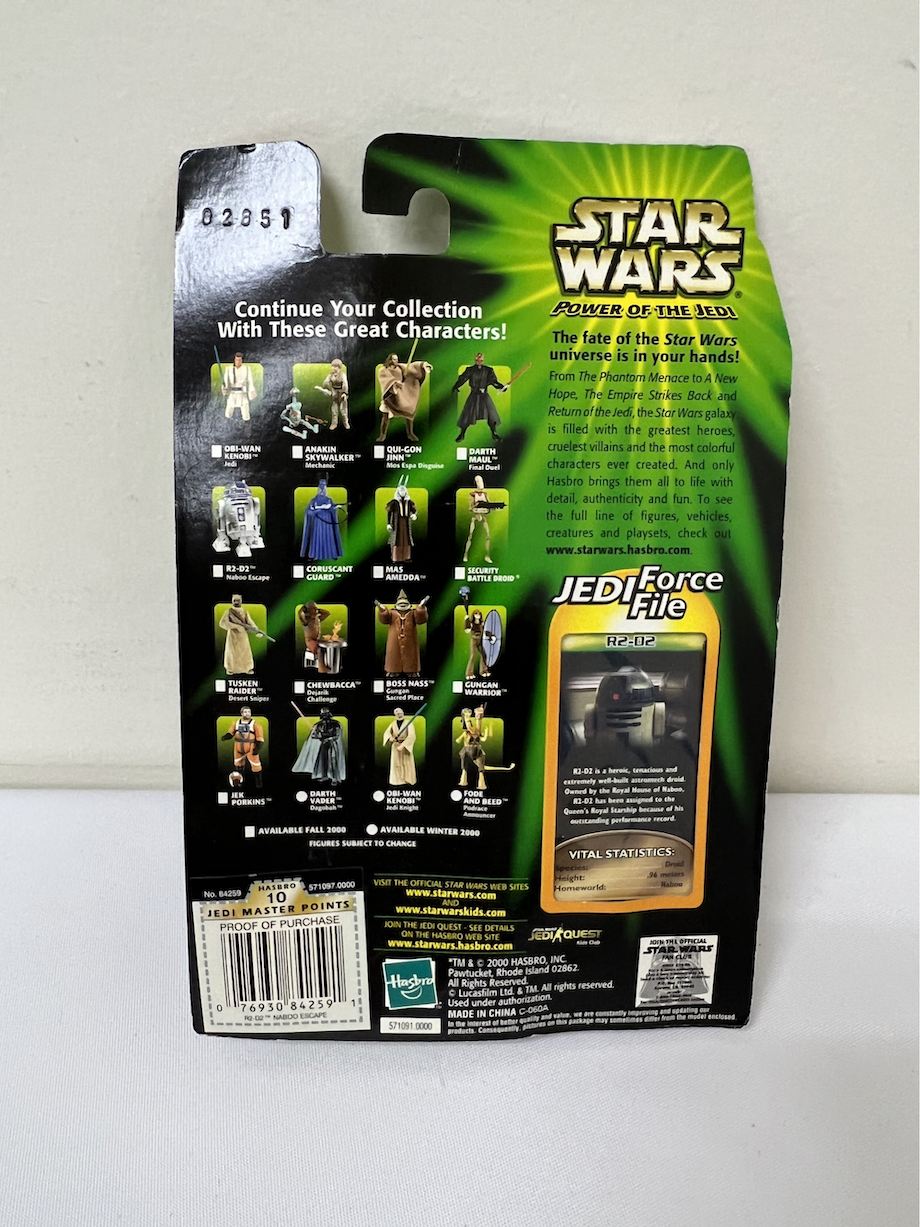 02851
STAR
WARS®
POWER OF THE JEDI
Continue Your Collection
With These Great Characters!
The fate of the Star Wars
universe is in your hands!
From The Phantom Menace to A New
Hope, The Empire Strikes Back and
Return of the Jedi, the Star Wars galaxy
is filled with the greatest heroes,
cruelest villains and the most colorful
characters ever created. And only
Hasbro brings them all to life with
detail, authenticity and fun. To see
the full line of figures, vehicles,
creatures and playsets, check out
www.starwars.hasbro.com.
OBI-WAN
KENOBI™
Jedi
ANAKIN
SKYWALKER™
Mechanic
QUI-GON
JINN™
Mos Espa Disguise
DARTH
MAUL™
Final Duel
R2-D2™
Naboo Escape
CORUSCANT
GUARD™
MAS
AMEDDA™
SECURITY
BATTLE DROID®
TUSKEN
RAIDER™
Desert Sniper
CHEWBACCA™
Dejarik
Challenge
BOSS NASS™
Gungan
Sacred Place
GUNGAN
WARRIOR™
JEK
PORKINS™
DARTH
VADER™
Dagobah™
OBI-WAN
KENOBI™
Jedi Knight
FODE
AND BEED™
Podrace
Announcer
AVAILABLE FALL 2000
AVAILABLE WINTER 2000
FIGURES SUBJECT TO CHANGE
JEDI Force
File
R2-D2
R2-D2 is a heroic, tenacious and
extremely well-built astromech droid.
Owned by the Royal House of Naboo,
R2-D2 has been assigned to the
Queen's Royal Starship because of his
outstanding performance record.
VITAL STATISTICS:
Species: Droid
Height: .96 meters
Homeworld: Naboo
No. 84259
HASBRO
10
571097.0000
JEDI MASTER POINTS
PROOF OF PURCHASE
0 76930 84259 1
R2-D2™ NABOO ESCAPE
VISIT THE OFFICIAL STAR WARS WEB SITES
www.starwars.com
AND
www.starwarskids.com
JOIN THE JEDI QUEST - SEE DETAILS
ON THE HASBRO WEB SITE
www.starwars.hasbro.com
STAR WARS
JEDI QUEST
Kids Club
Hasbro
571091.0000
*TM & © 2000 HASBRO, INC.
Pawtucket, Rhode Island 02862.
All Rights Reserved.
© Lucasfilm Ltd. & TM. All rights reserved.
Used under authorization.
MADE IN CHINA C-060A
In the interest of better quality and value, we are constantly improving and updating our
products. Consequently, pictures on this package may sometimes differ from the model enclosed.
JOIN THE OFFICIAL
STAR WARS
FAN CLUB